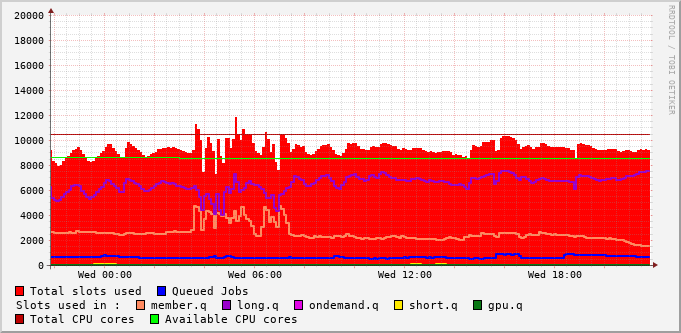 20000
18000
16000
14000
12000
10000
8000
6000
4000
2000
0
Wed 00:00 Wed 06:00 Wed 12:00 Wed 18:00
Total slots used Queued Jobs
Slots used in : member.q long.q ondemand.q short.q gpu.q
Total CPU cores Available CPU cores
RRDTOOL / TOBI OETIKER